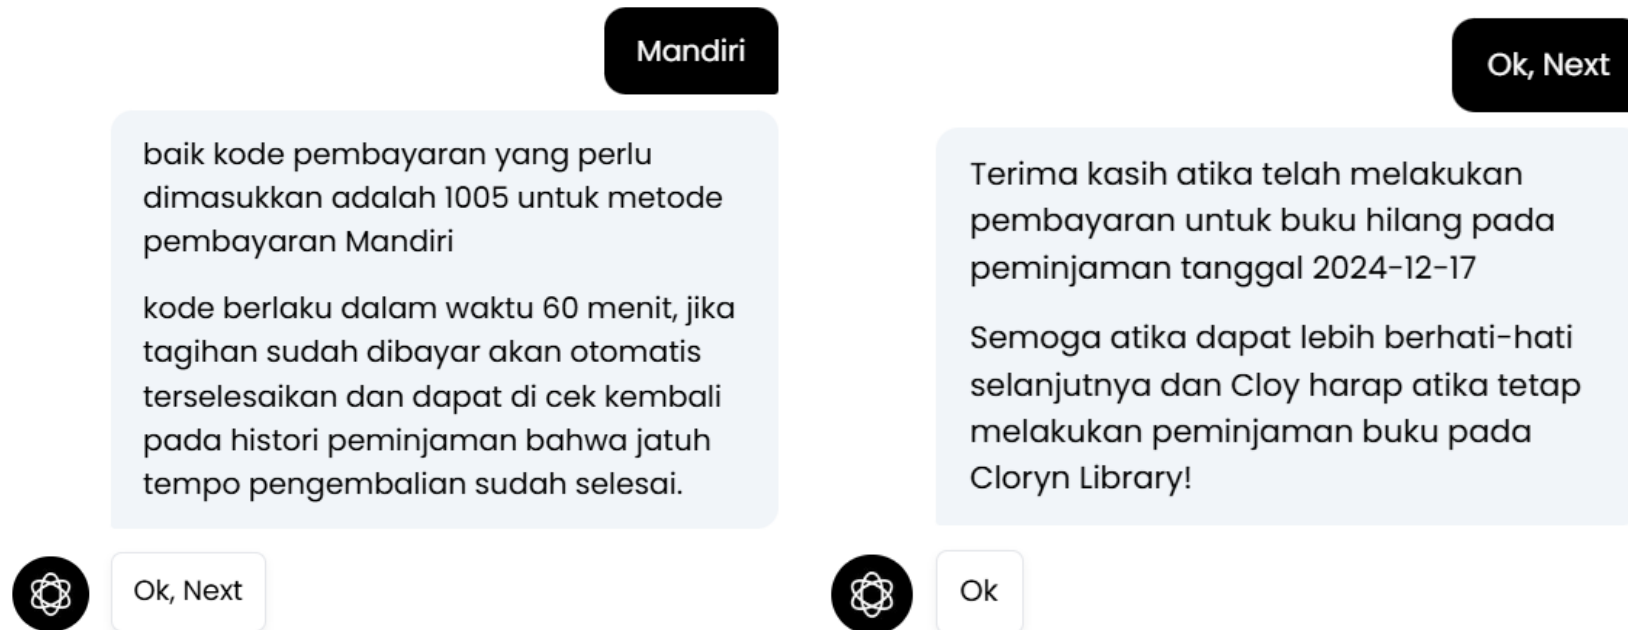 Mandiri
baik kode pembayaran yang perlu
dimasukkan adalah 1005 untuk metode
pembayaran Mandiri
kode berlaku dalam waktu 60 menit, jika
tagihan sudah dibayar akan otomatis
terselesaikan dan dapat di cek kembali
pada histori peminjaman bahwa jatuh
tempo pengembalian sudah selesai.
Ok, Next
Ok, Next
Terima kasih atika telah melakukan
pembayaran untuk buku hilang pada
peminjaman tanggal 2024-12-17
Semoga atika dapat lebih berhati-hati
selanjutnya dan Cloy harap atika tetap
melakukan peminjaman buku pada
Cloryn Library!
Ok